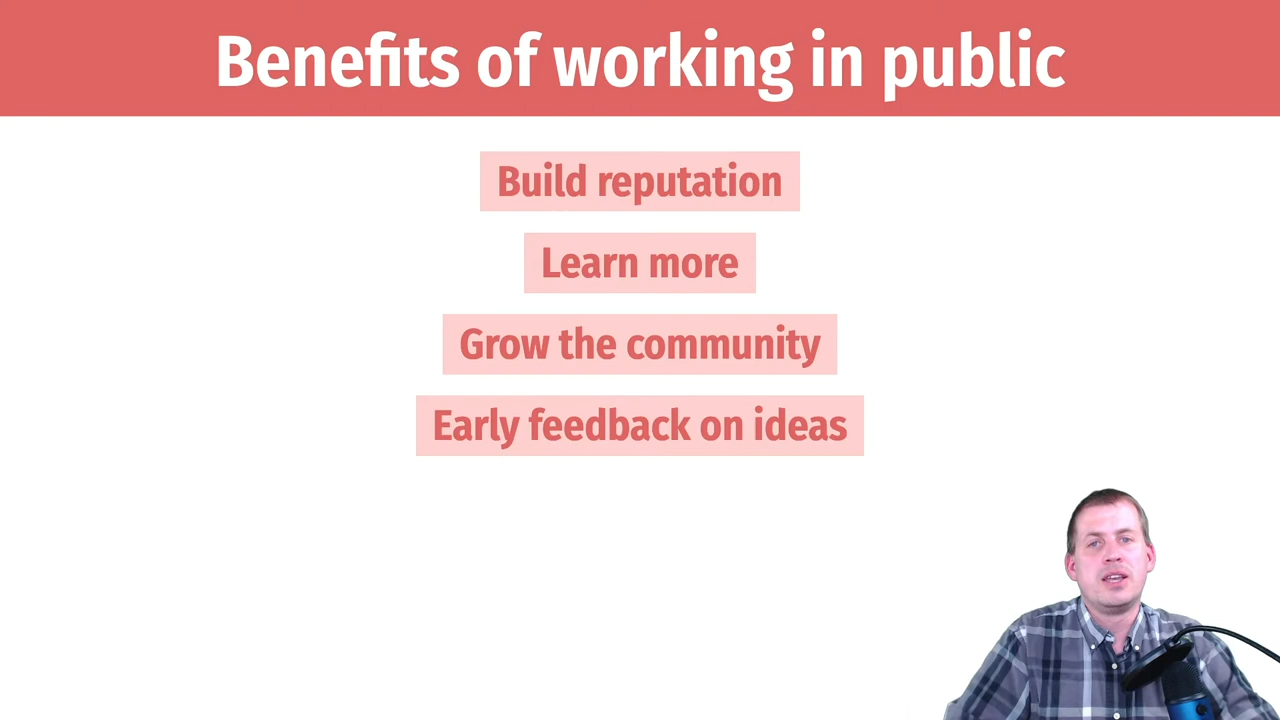 Benefits of working in public
Build reputation
Learn more
Grow the community
Early feedback on ideas